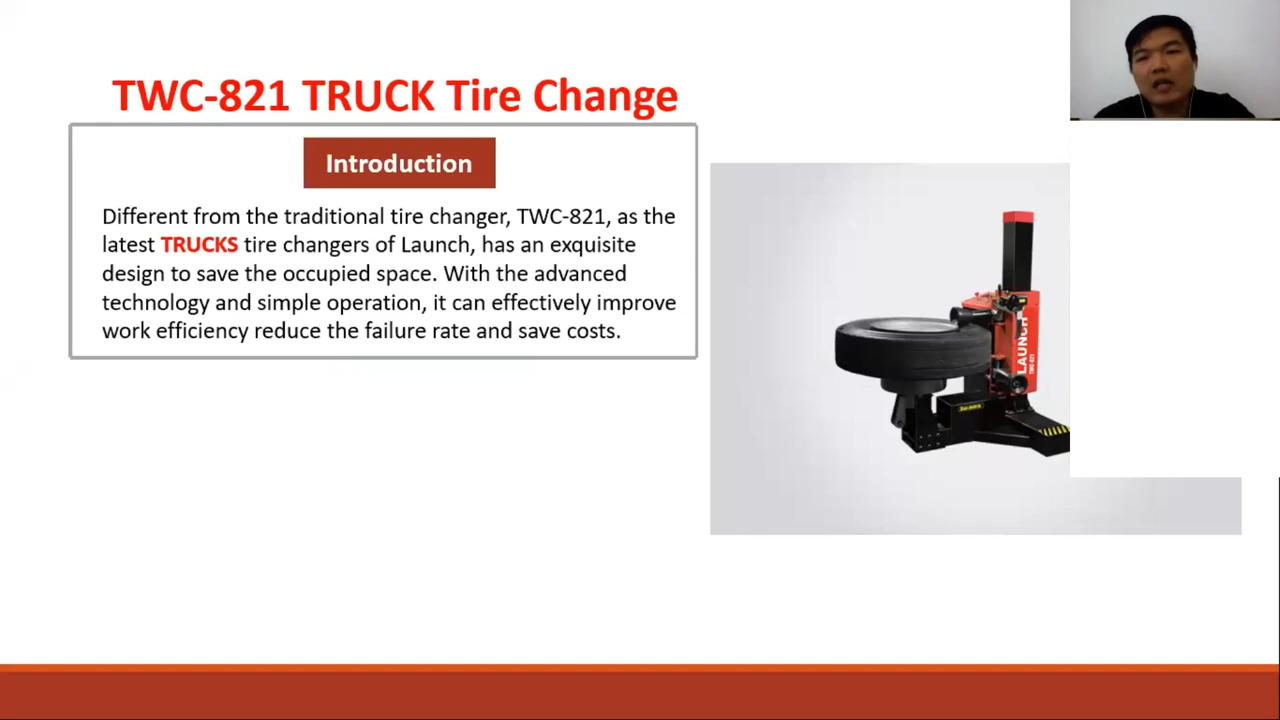 TWC-821 TRUCK Tire Change
Introduction
Different from the traditional tire changer, TWC-821, as the
latest TRUCKS tire changers of Launch, has an exquisite
design to save the occupied space. With the advanced
technology and simple operation, it can effectively improve
work efficiency reduce the failure rate and save costs.
LAUNCH
TWC-821